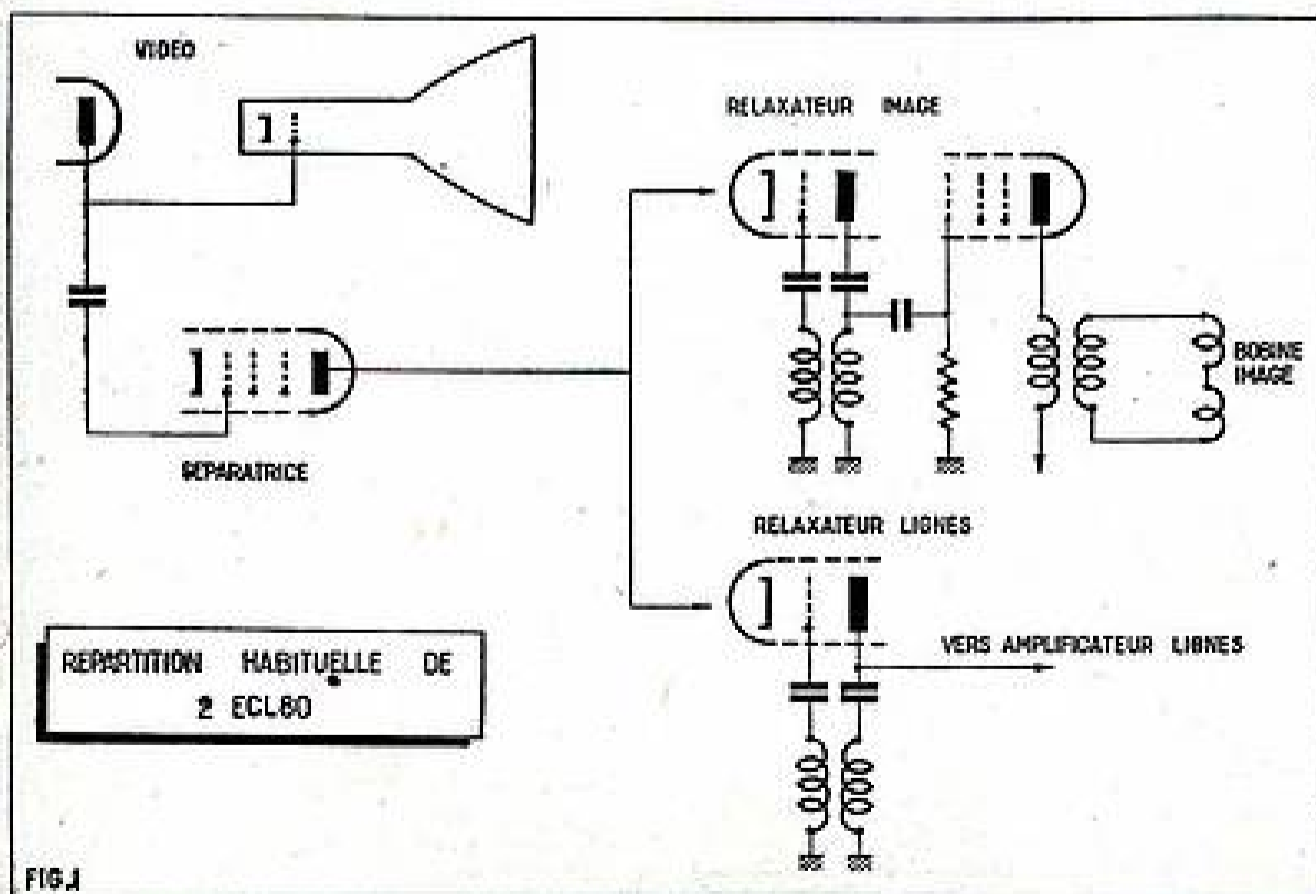 VIDEO
RELAXATEUR IMAGE
BOBINE
IMAGE
SEPARATRICE
RELAXATEUR LIGNES
VERS AMPLIFICATEUR LIGNES
REPARTITION HABITUELLE DE
2 ECL80
FIG.1